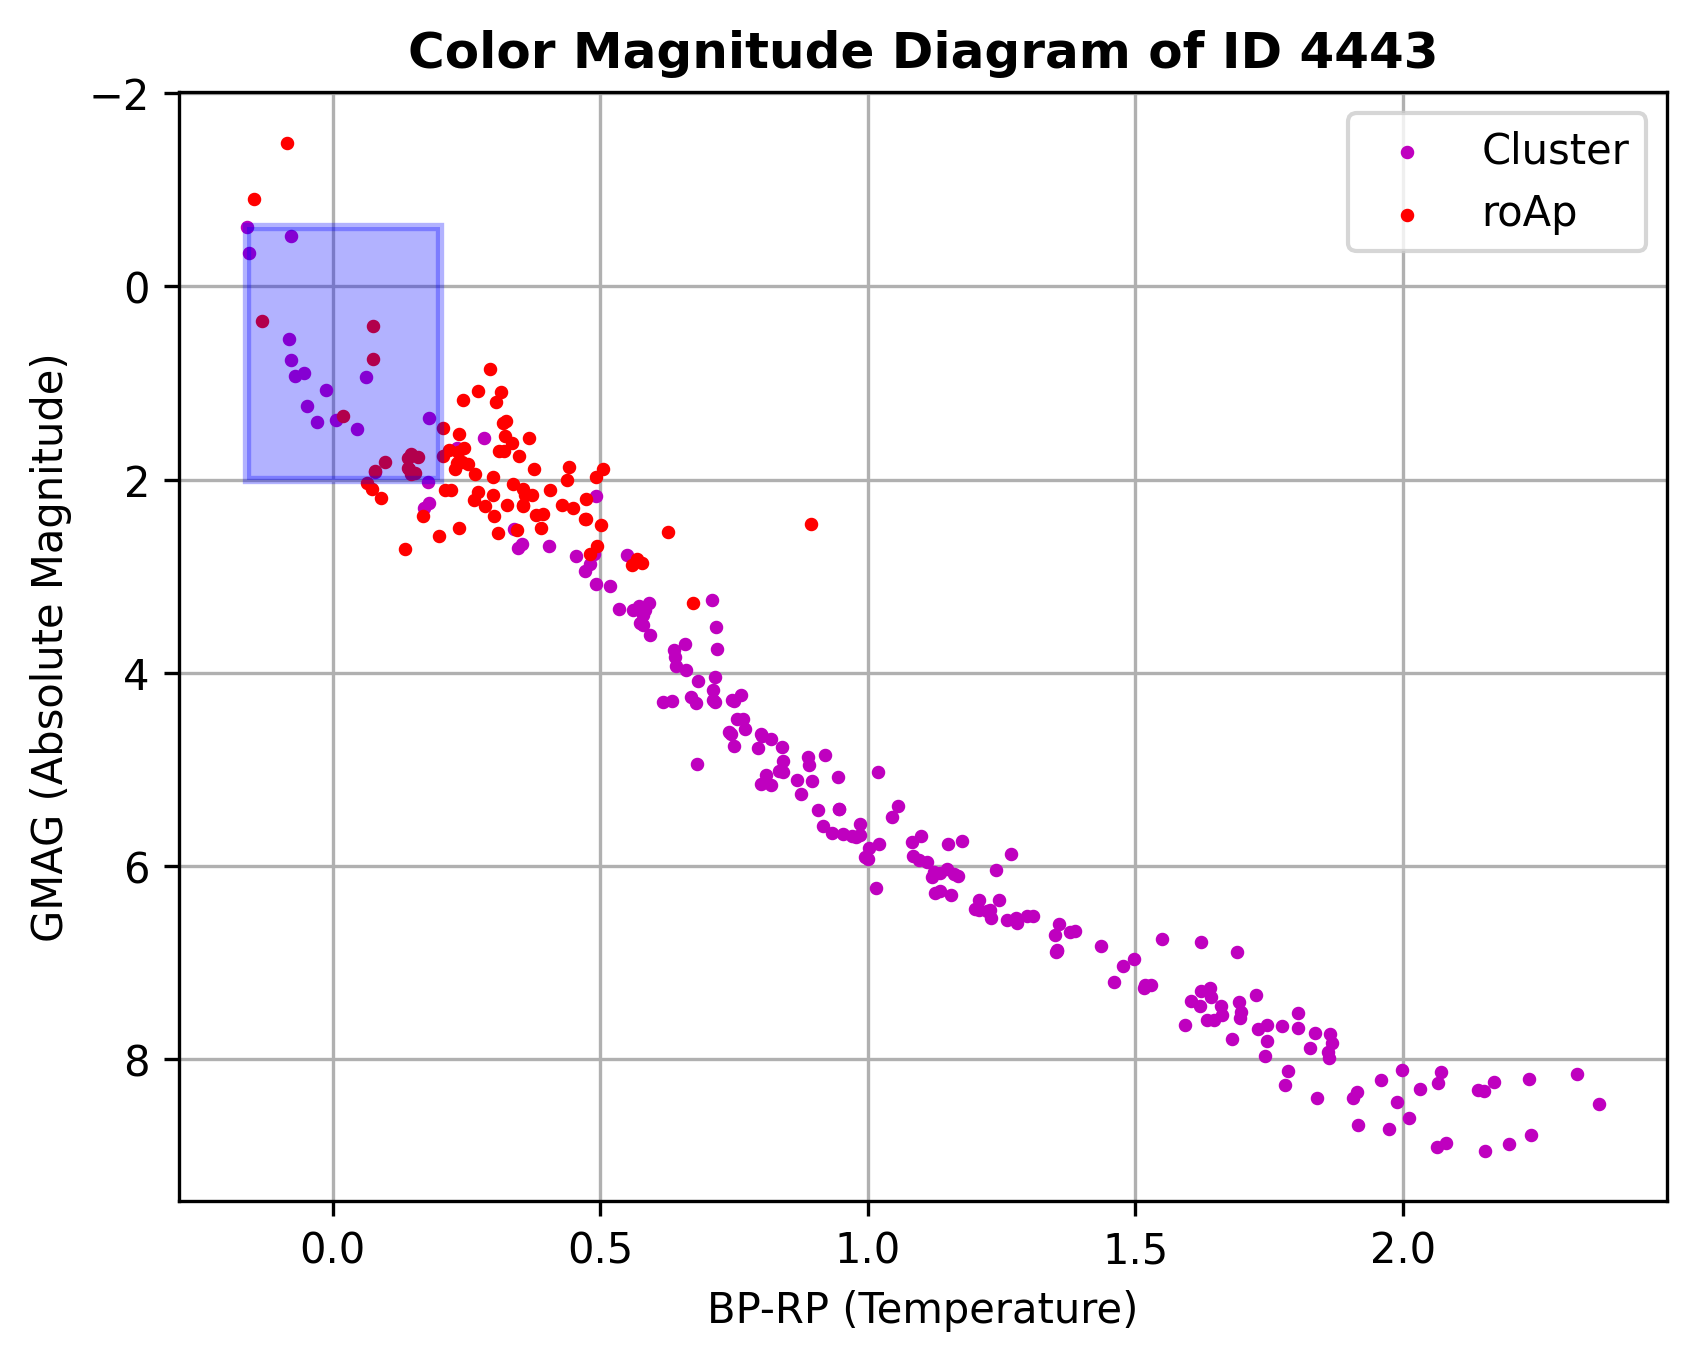 Color Magnitude Diagram of ID 4443
−2
0
2
4
6
8
GMAG (Absolute Magnitude)
Cluster
roAp
0.0 0.5 1.0 1.5 2.0
BP-RP (Temperature)